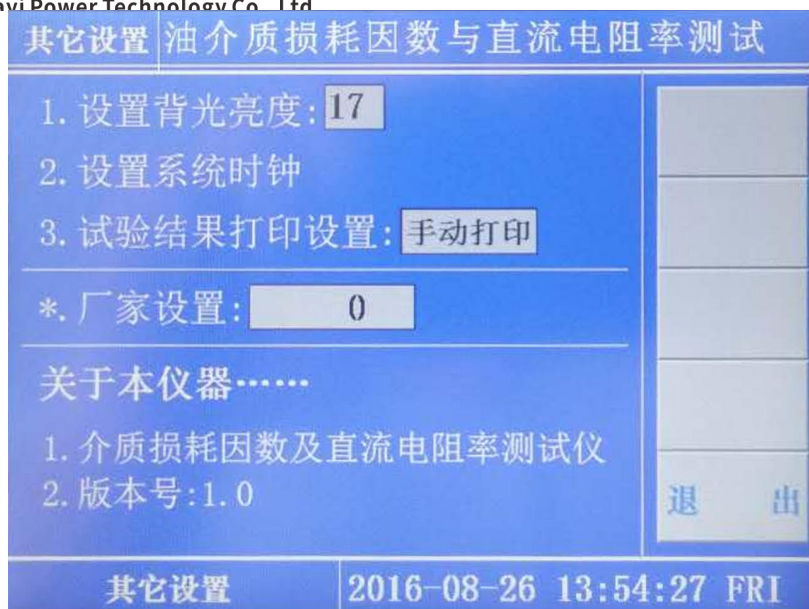 Power Technology Co., Ltd
其它设置 油介质损耗因数与直流电阻率测试
1. 设置背光亮度: 17
2. 设置系统时钟
3. 试验结果打印设置: 手动打印
*. 厂家设置: 0
关于本仪器……
1. 介质损耗因数及直流电阻率测试仪
2. 版本号:1.0
退 出
其它设置 2016-08-26 13:54:27 FRI